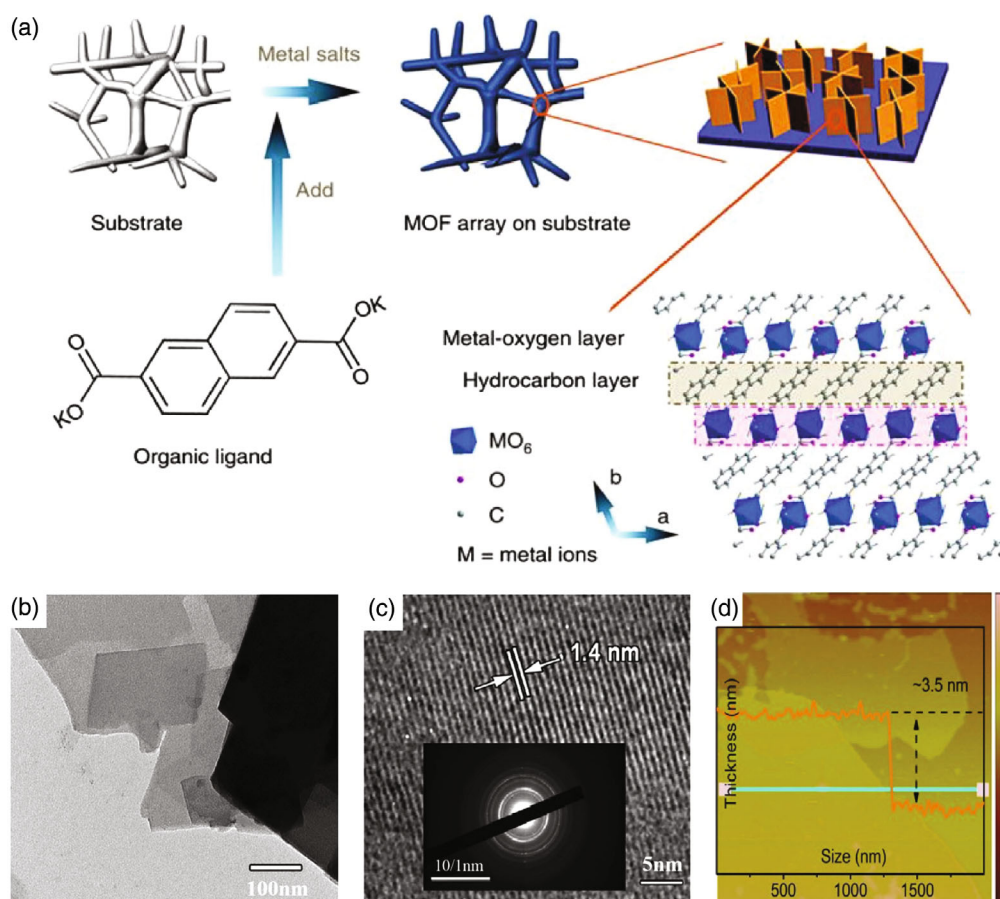 (a)
Metal salts
Add
Substrate
MOF array on substrate
OK
O
O
KO
Organic ligand
Metal-oxygen layer
Hydrocarbon layer
MO6
O
C
M = metal ions
b
a
(b)
100nm
(c)
1.4 nm
10/1nm
5nm
(d)
~3.5 nm
Thickness (nm)
Size (nm)
500 1000 1500